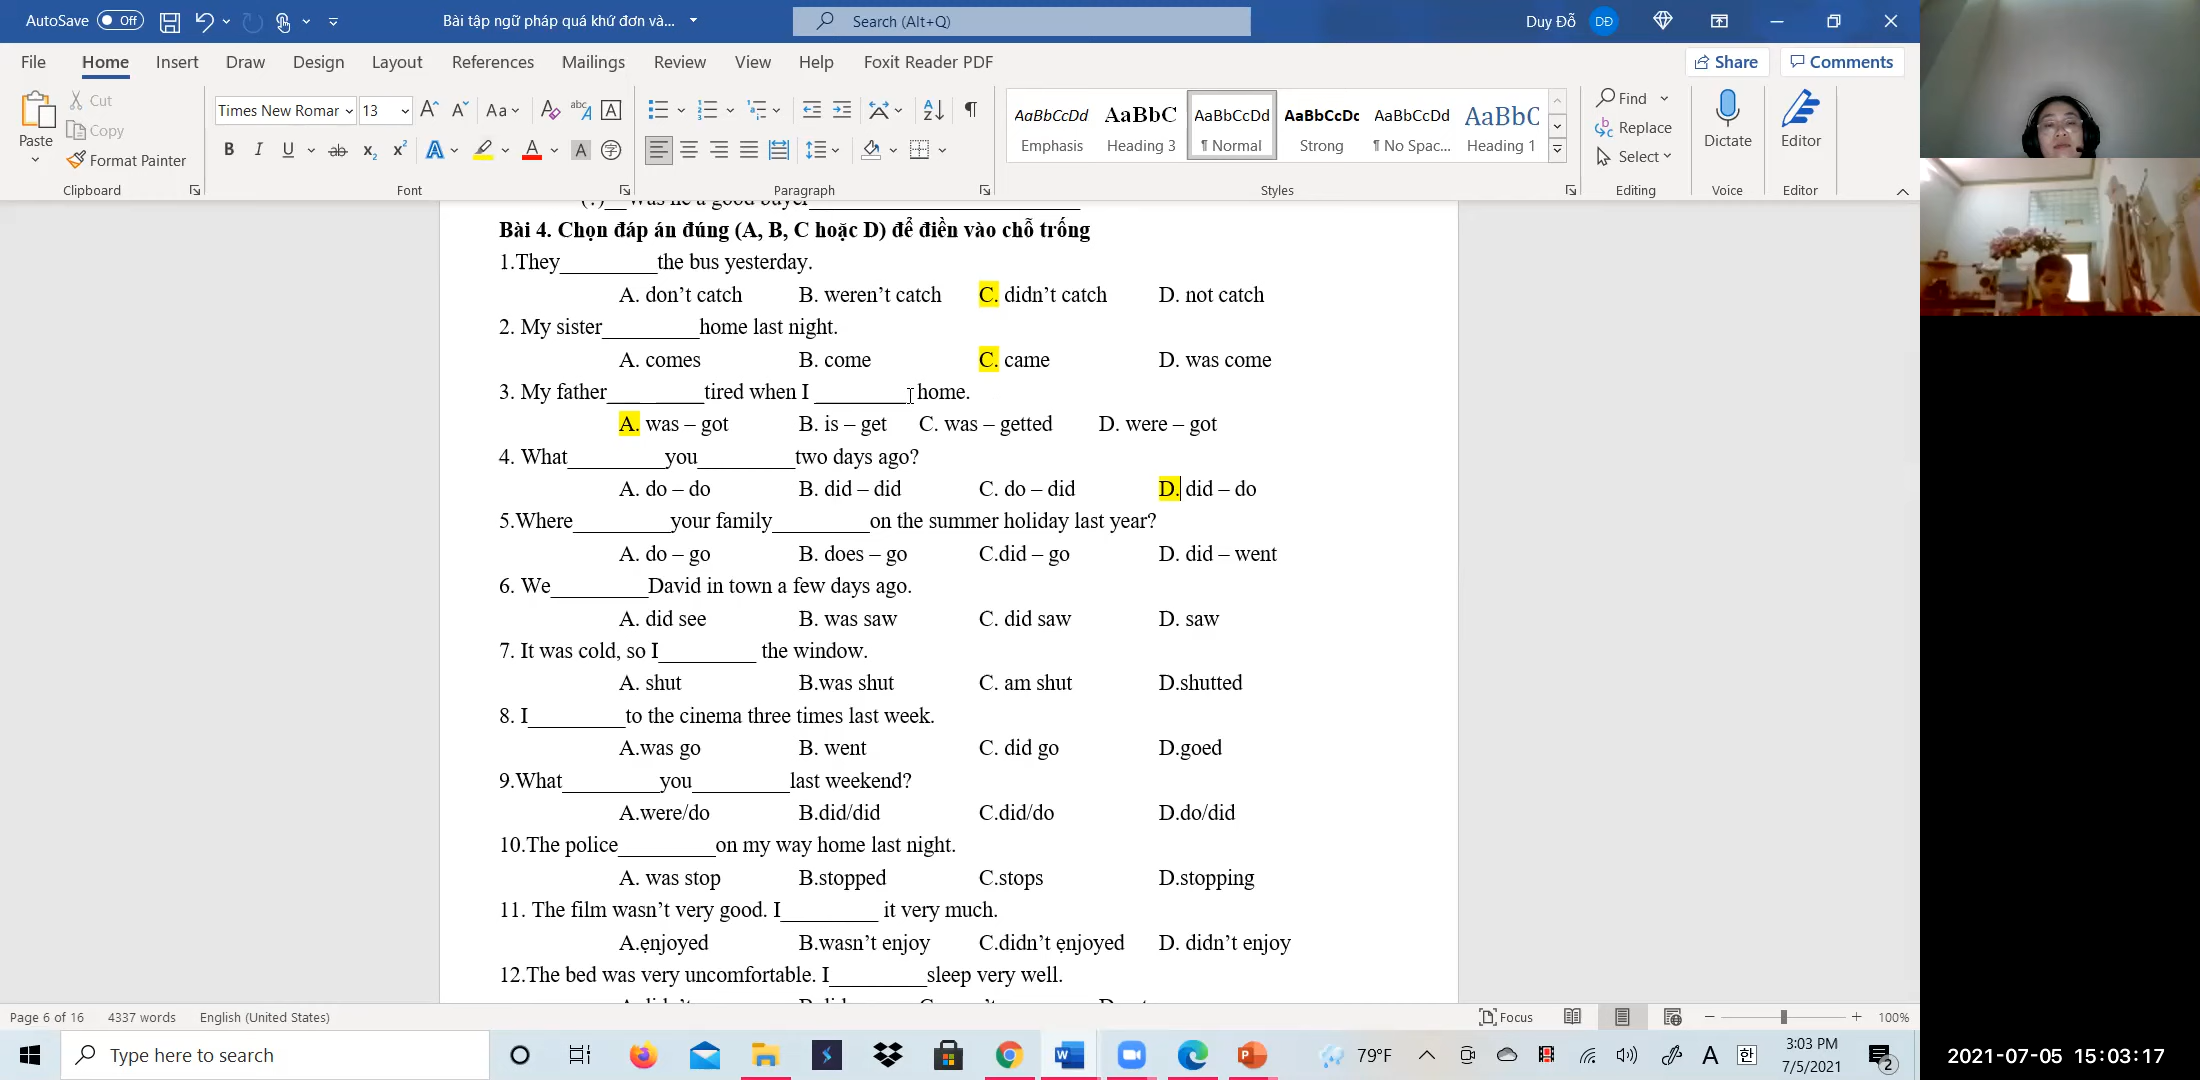 AutoSave Off Bài tập ngữ pháp quá khứ đơn và... Search (Alt+Q) Duy Đỗ DĐ
File Home Insert Draw Design Layout References Mailings Review View Help Foxit Reader PDF Share Comments
Paste Cut Copy Format Painter Clipboard
Times New Romar 13 Font
Paragraph
AaBbCcDd Emphasis AaBbC Heading 3 AaBbCcDd ¶ Normal AaBbCcDc Strong AaBbCcDd ¶ No Spac... AaBbC Heading 1 Styles
Find Replace Select Editing
Dictate Voice
Editor Editor
(?)__Was he a good buyer_________________________
Bài 4. Chọn đáp án đúng (A, B, C hoặc D) để điền vào chỗ trống
1.They_________the bus yesterday.
A. don’t catch B. weren’t catch C. didn’t catch D. not catch
2. My sister_________home last night.
A. comes B. come C. came D. was come
3. My father_________tired when I _________home.
A. was – got B. is – get C. was – getted D. were – got
4. What_________you_________two days ago?
A. do – do B. did – did C. do – did D. did – do
5.Where_________your family_________on the summer holiday last year?
A. do – go B. does – go C.did – go D. did – went
6. We_________David in town a few days ago.
A. did see B. was saw C. did saw D. saw
7. It was cold, so I_________ the window.
A. shut B.was shut C. am shut D.shutted
8. I_________to the cinema three times last week.
A.was go B. went C. did go D.goed
9.What_________you_________last weekend?
A.were/do B.did/did C.did/do D.do/did
10.The police_________on my way home last night.
A. was stop B.stopped C.stops D.stopping
11. The film wasn’t very good. I_________ it very much.
A.ẹnjoyed B.wasn’t enjoy C.didn’t ẹnjoyed D. didn’t enjoy
12.The bed was very uncomfortable. I_________sleep very well.
Page 6 of 16 4337 words English (United States) Focus 100%
Type here to search 79°F 3:03 PM
7/5/2021 2
2021-07-05 15:03:17